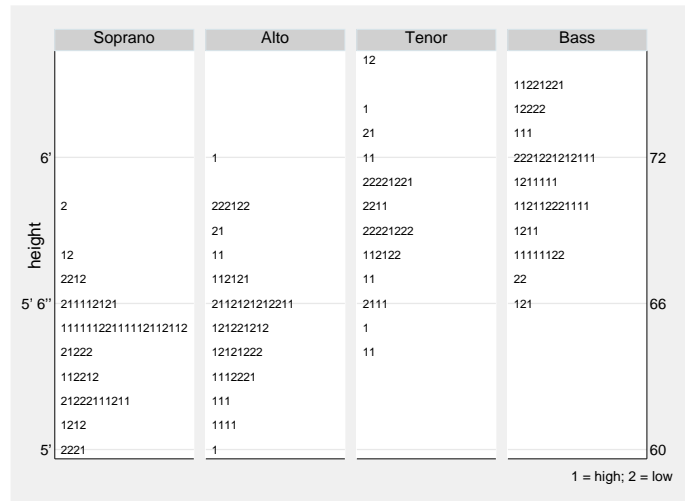 Soprano Alto Tenor Bass
12
11221221
1 12222
21 111
6' 1 11 2221221212111 72
22221221 1211111
2 222122 2211 112112221111
21 22221222 1211
height
12 11 112122 11111122
2212 112121 11 22
5' 6'' 211112121 2112121212211 2111 121 66
11111122111112112112 121221212 1
21222 12121222 11
112212 1112221
21222111211 111
1212 1111
5' 2221 1 60
1 = high; 2 = low